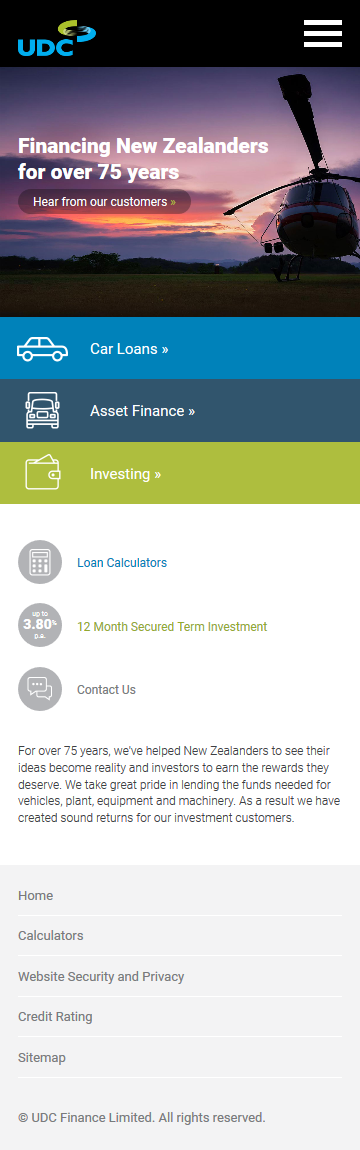 UDC
Financing New Zealanders
for over 75 years
Hear from our customers »
Car Loans »
Asset Finance »
Investing »
Loan Calculators
up to
3.80%
p.a.
12 Month Secured Term Investment
Contact Us
For over 75 years, we've helped New Zealanders to see their
ideas become reality and investors to earn the rewards they
deserve. We take great pride in lending the funds needed for
vehicles, plant, equipment and machinery. As a result we have
created sound returns for our investment customers.
Home
Calculators
Website Security and Privacy
Credit Rating
Sitemap
© UDC Finance Limited. All rights reserved.